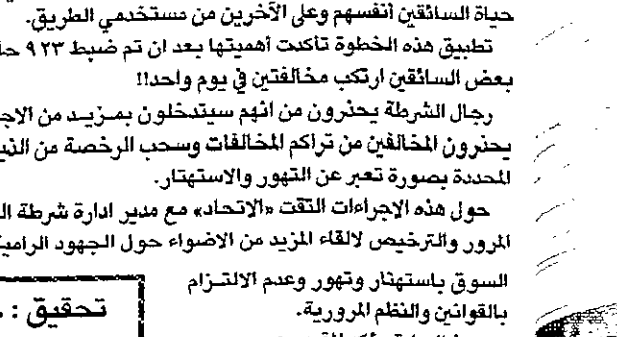 حياة السائقين أنفسهم وعلى الآخرين من مستخدمي الطريق.
تطبيق هذه الخطوة تأكدت أهميتها بعد ان تم ضبط ٩٢٣
بعض السائقين ارتكب مخالفتين في يوم واحد!!
رجال الشرطة يحذرون من انهم سيتدخلون بمزيد من
يحذرون المخالفين من تراكم المخالفات وسحب الرخصة من
المحددة بصورة تعبر عن التهور والاستهتار.
حول هذه الاجراءات التقت «الاتحاد» مع مدير ادارة شرطة
المرور والترخيص لالقاء المزيد من الاضواء حول الجهود
السوق باستهتار وتهور وعدم الالتزام
بالقوانين والنظم المرورية.
تحقيق :